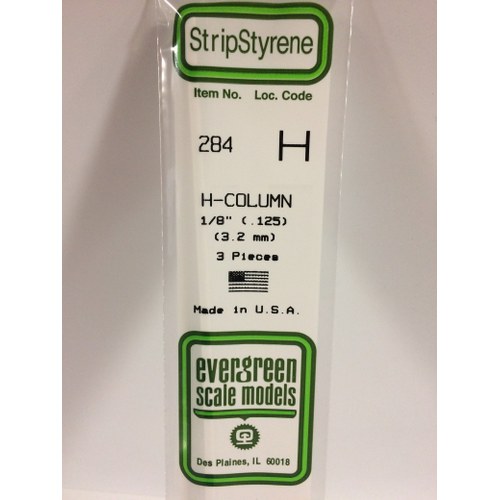 StripStyrene
Item No. Loc. Code
284 H
H-COLUMN
1/8" (.125)
(3.2 mm)
3 Pieces
Made in U.S.A.
evergreen
scale models
Des Plaines, IL 60018